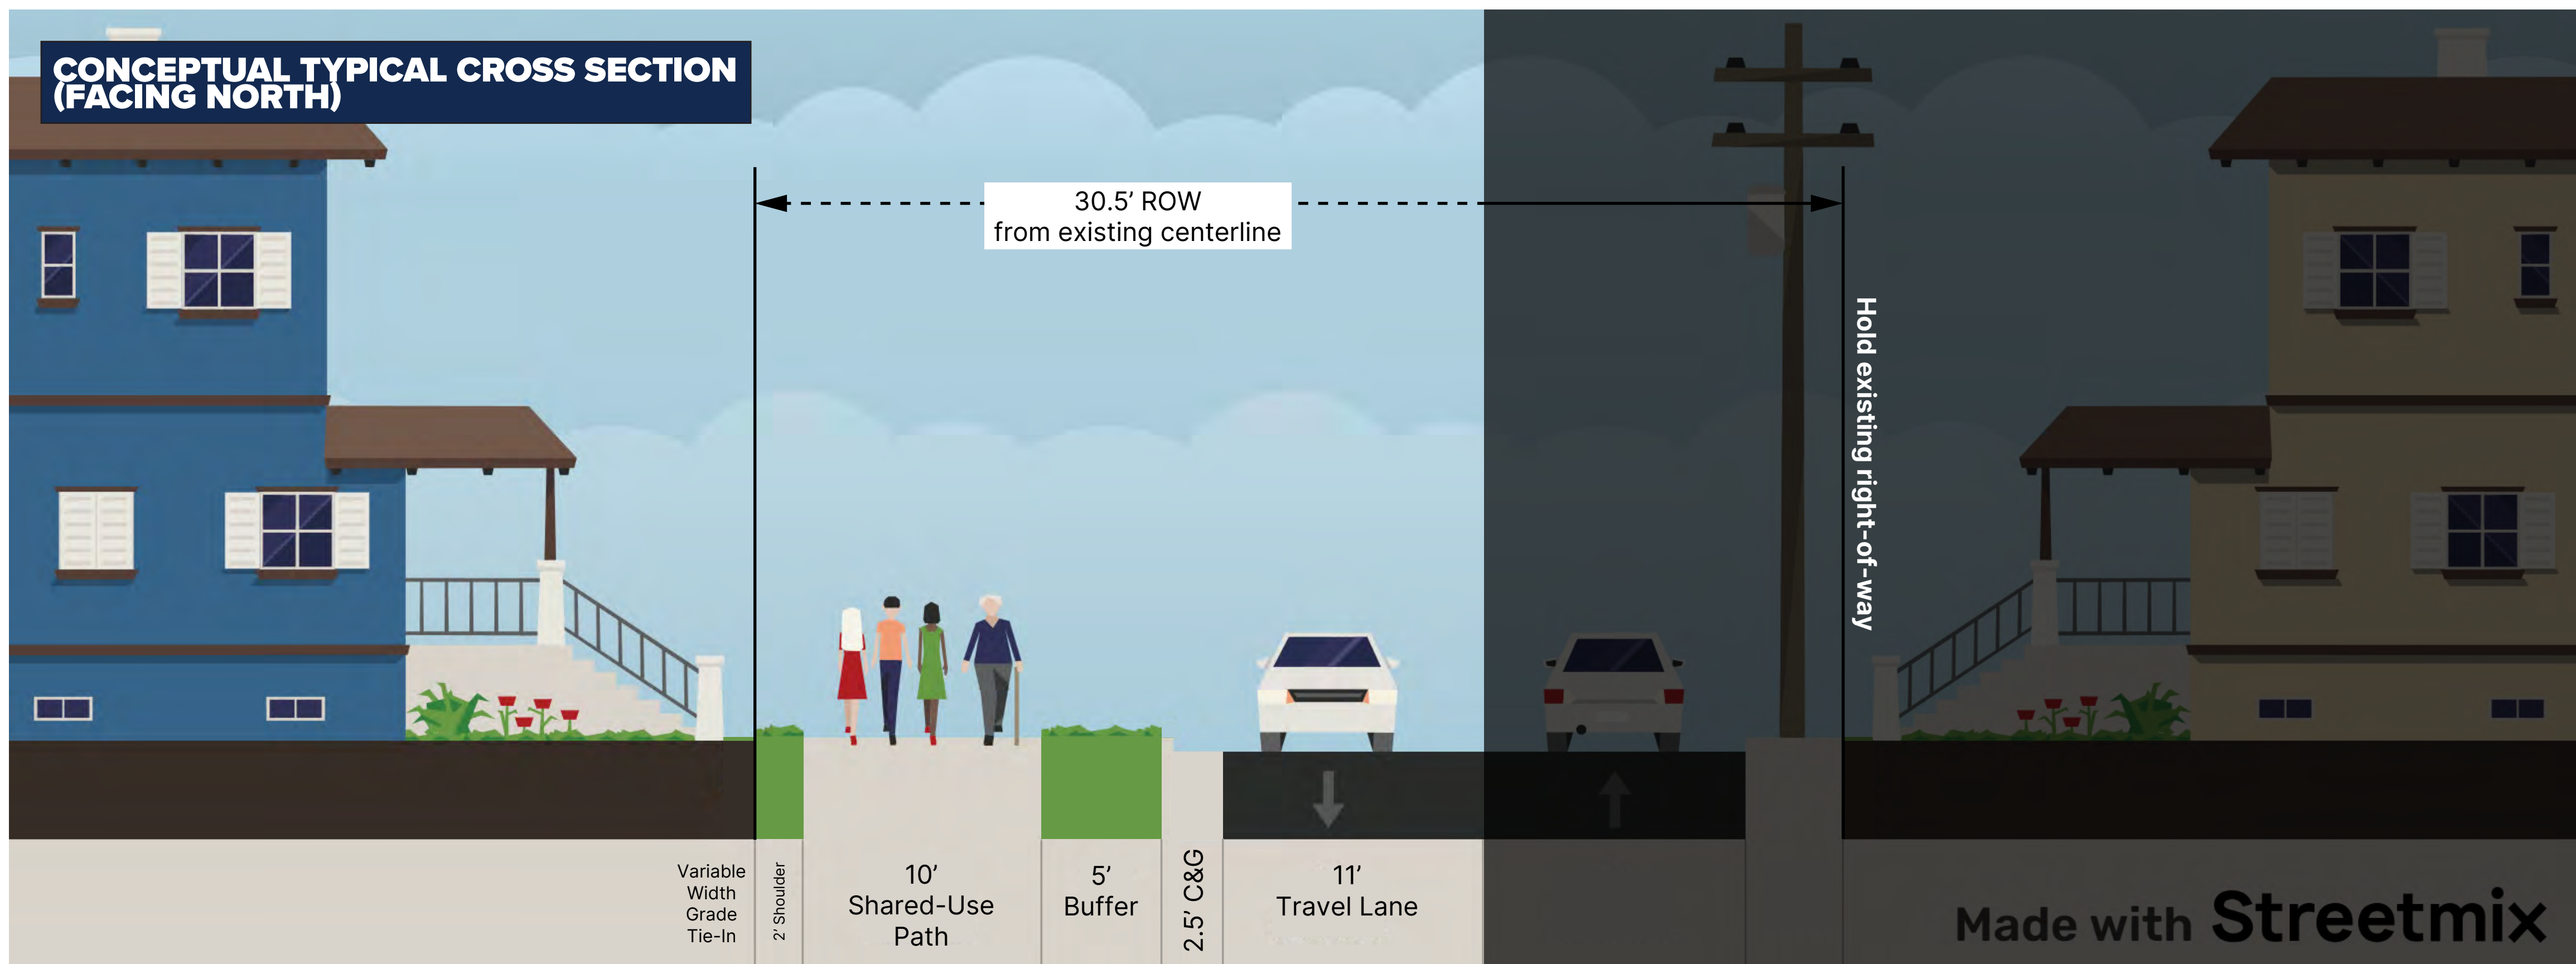 CONCEPTUAL TYPICAL CROSS SECTION
(FACING NORTH)
30.5’ ROW
from existing centerline
Hold existing right-of-way
Variable
Width
Grade
Tie-In
2’ Shoulder
10’
Shared-Use
Path
5’
Buffer
2.5’ C&G
11’
Travel Lane
Made with Streetmix